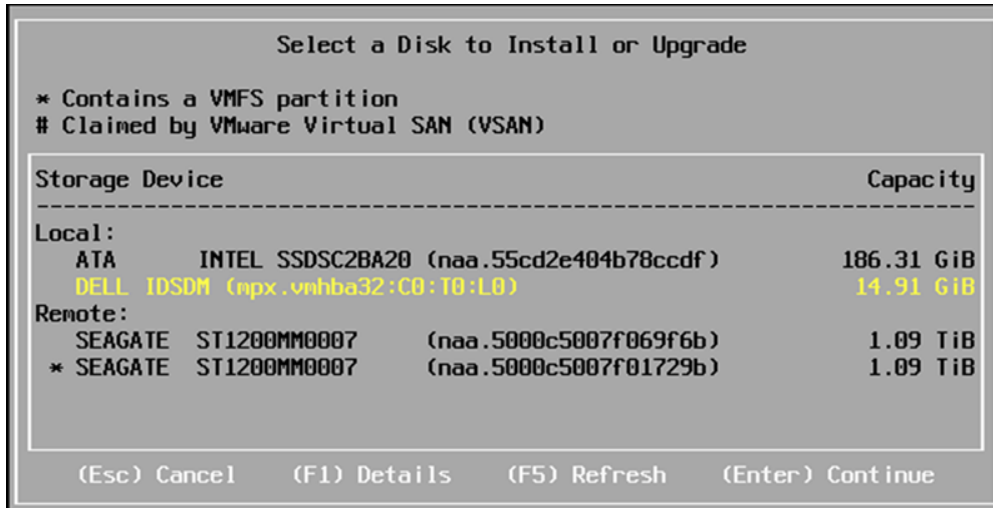 Select a Disk to Install or Upgrade
* Contains a VMFS partition
# Claimed by VMware Virtual SAN (VSAN)
Storage Device Capacity
--------------------------------------------------------------------
Local:
ATA INTEL SSDSC2BA20 (naa.55cd2e404b78ccdf) 186.31 GiB
DELL IDSDM (mpx.vmhba32:C0:T0:L0) 14.91 GiB
Remote:
SEAGATE ST1200MM0007 (naa.5000c5007f069f6b) 1.09 TiB
* SEAGATE ST1200MM0007 (naa.5000c5007f01729b) 1.09 TiB
(Esc) Cancel (F1) Details (F5) Refresh (Enter) Continue